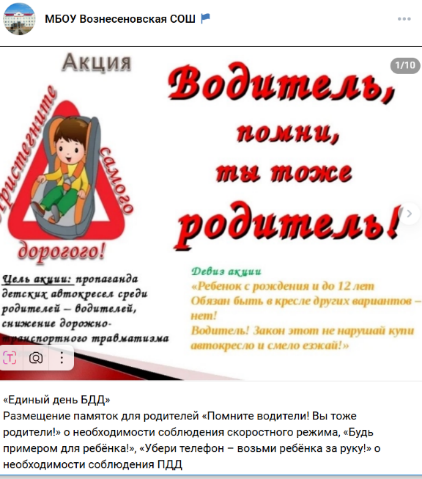 МБОУ Вознесеновская СОШ
1/10
Акция
Пристегните
самого
дорогого!
Водитель,
помни,
ты тоже
родитель!
Цель акции: пропаганда
детских автокресел среди
родителей – водителей,
снижение дорожно-
транспортного травматизма
Девиз акции
«Ребенок с рождения и до 12 лет
Обязан быть в кресле других вариантов –
нет!
Водитель! Закон этот не нарушай купи
автокресло и смело езжай!»
«Единый день БДД»
Размещение памяток для родителей «Помните водители! Вы тоже
родители!» о необходимости соблюдения скоростного режима, «Будь
примером для ребёнка!», «Убери телефон – возьми ребёнка за руку!» о
необходимости соблюдения ПДД